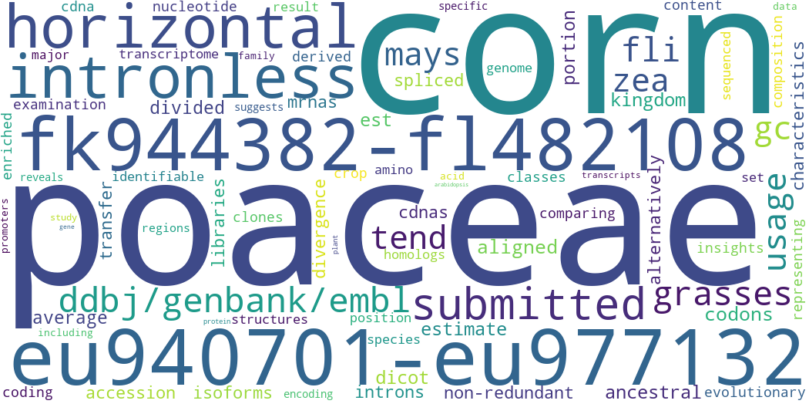 cdna nucleotide result specific content data
horizontal corn
major transcriptome family derived mays portion fli
intronless spliced genome zea sequenced composition characteristics
examination divided suggests mrnas kingdom
enriched fk944382-fl482108 est gc
reveals identifiable crop amino classes transcripts set
poaceae acid arabidopsis
promoters study gene transfer regions libraries clones divergence plant cdnas homologs comparing tend aligned alternatively insights usage representing
ddbj/genbank/embl submitted grasses
average protein structures position estimate codons
including species
eu940701-eu977132
dicot
coding accession isoforms encoding introns non-redundant ancestral evolutionary